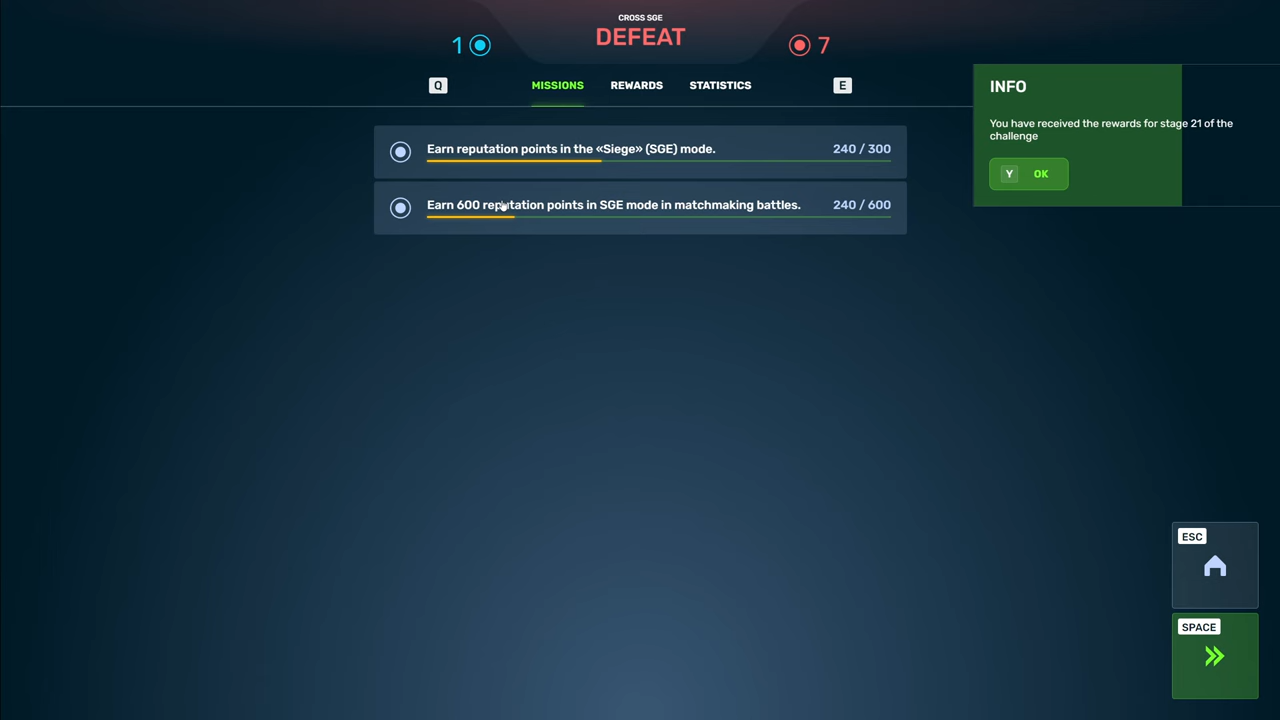 CROSS SGE
DEFEAT
1
7
Q
MISSIONS
REWARDS
STATISTICS
E
INFO
You have received the rewards for stage 21 of the
challenge
Y
OK
Earn reputation points in the «Siege» (SGE) mode.
240 / 300
Earn 600 reputation points in SGE mode in matchmaking battles.
240 / 600
ESC
SPACE